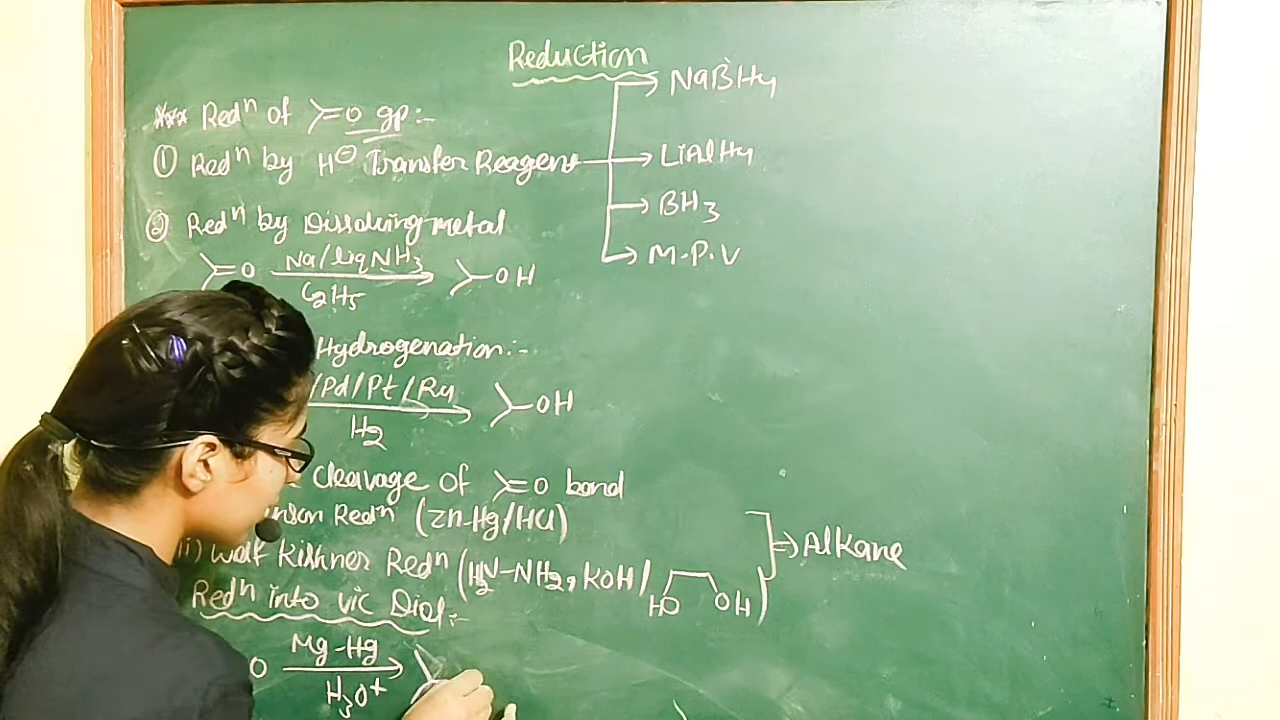 Reduction
NaBH4
*** Redⁿ of >=O gp:-
① Redⁿ by H⊖ Transfer Reagent
LiAlH4
BH3
② Redⁿ by Dissolving metal
M.P.V
>=O Na/liqNH3 >-OH
C2H5
Hydrogenation:-
/Pd/Pt/Ru >-OH
H2
Cleavage of >=O bond
Redⁿ (Zn-Hg/HCl)
ii) Wolf Kishner Redⁿ (H2N-NH2, KOH/ HO OH) → Alkane
Redⁿ into vic Diol:-
O Mg-Hg
H3O+